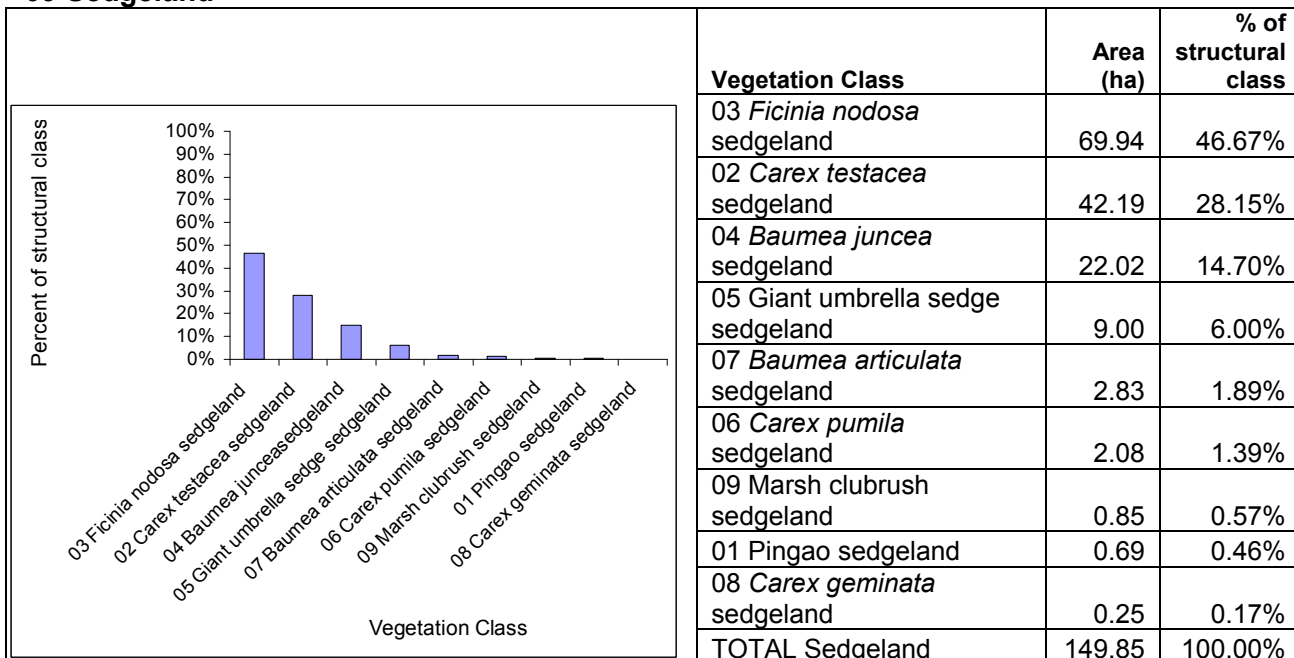 09 Sedgeland
Percent of structural class
100%
90%
80%
70%
60%
50%
40%
30%
20%
10%
0%
03 Ficinia nodosa sedgeland
02 Carex testacea sedgeland
04 Baumea junceasedgeland
05 Giant umbrella sedge sedgeland
07 Baumea articulata sedgeland
06 Carex pumila sedgeland
09 Marsh clubrush sedgeland
01 Pingao sedgeland
08 Carex geminata sedgeland
Vegetation Class
% of
Area structural
Vegetation Class (ha) class
03 Ficinia nodosa
sedgeland 69.94 46.67%
02 Carex testacea
sedgeland 42.19 28.15%
04 Baumea juncea
sedgeland 22.02 14.70%
05 Giant umbrella sedge
sedgeland 9.00 6.00%
07 Baumea articulata
sedgeland 2.83 1.89%
06 Carex pumila
sedgeland 2.08 1.39%
09 Marsh clubrush
sedgeland 0.85 0.57%
01 Pingao sedgeland 0.69 0.46%
08 Carex geminata
sedgeland 0.25 0.17%
TOTAL Sedgeland 149.85 100.00%